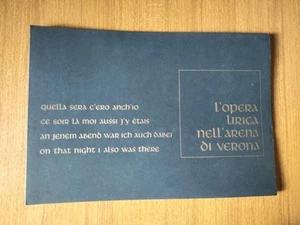 quella sera c'ero anch'io
ce soir là moi aussi j'y étais
an jenem abend war ich auch dabei
on that night i also was there
l'opera
lirica
nell'arena
di verona